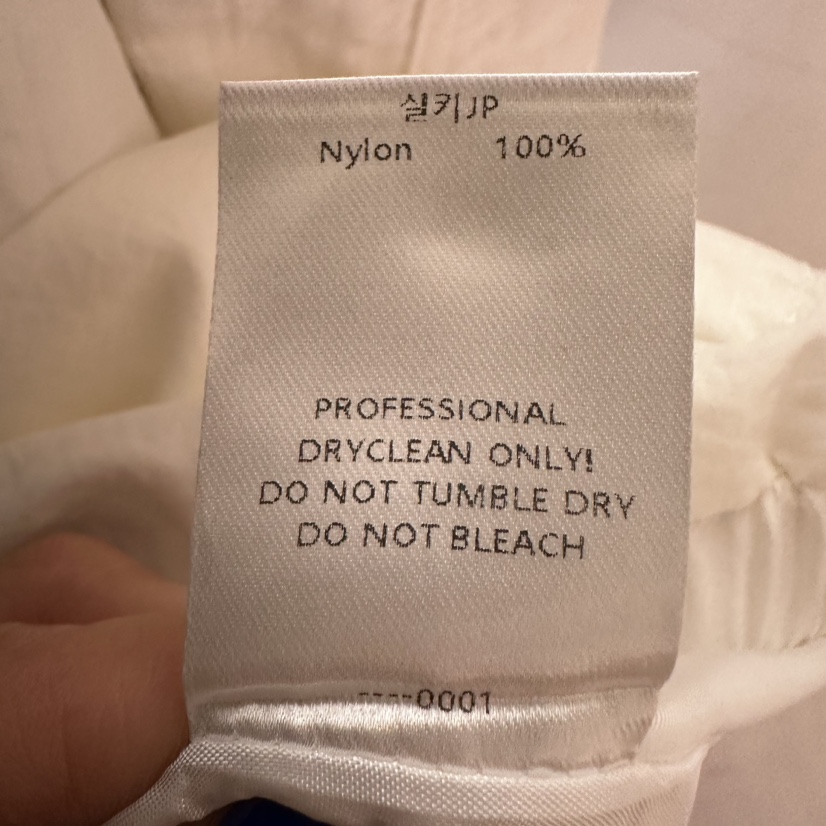 실키JP
Nylon 100%
PROFESSIONAL
DRYCLEAN ONLY!
DO NOT TUMBLE DRY
DO NOT BLEACH
----0001